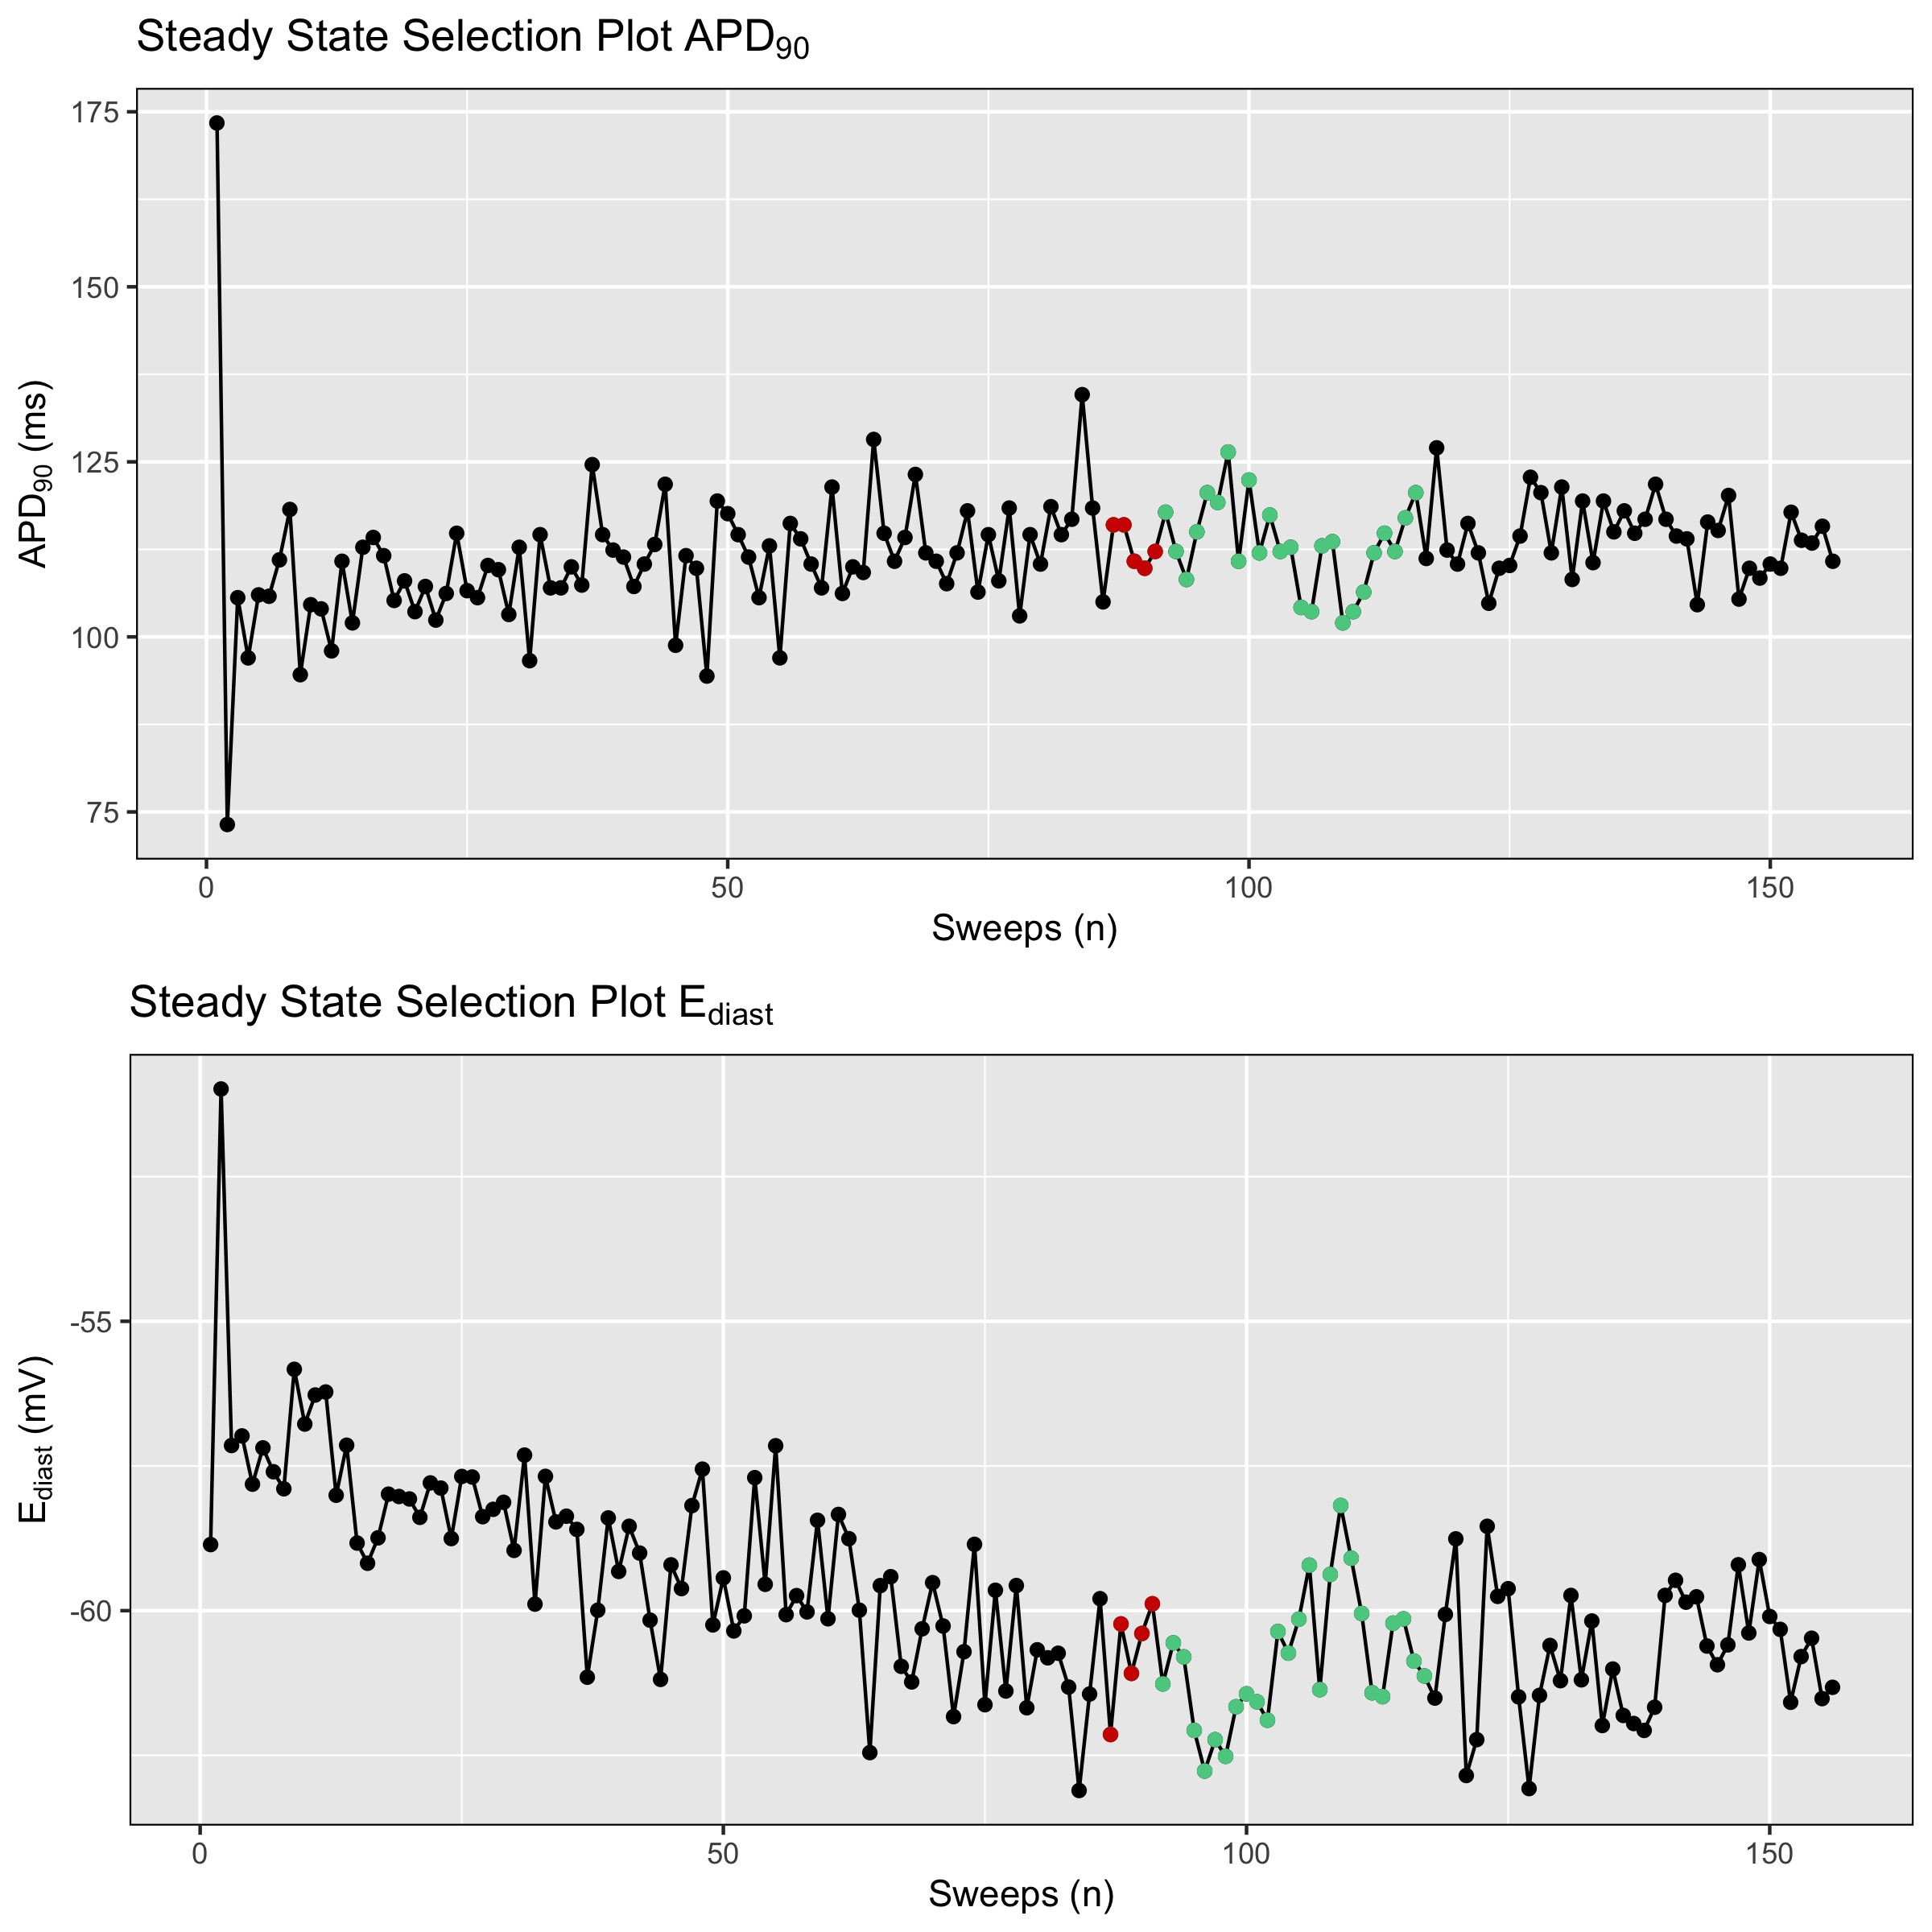 Steady State Selection Plot APD90
175
150
125
100
75
APD90 (ms)
0 50 100 150
Sweeps (n)
Steady State Selection Plot Ediast
-55
-60
Ediast (mV)
0 50 100 150
Sweeps (n)